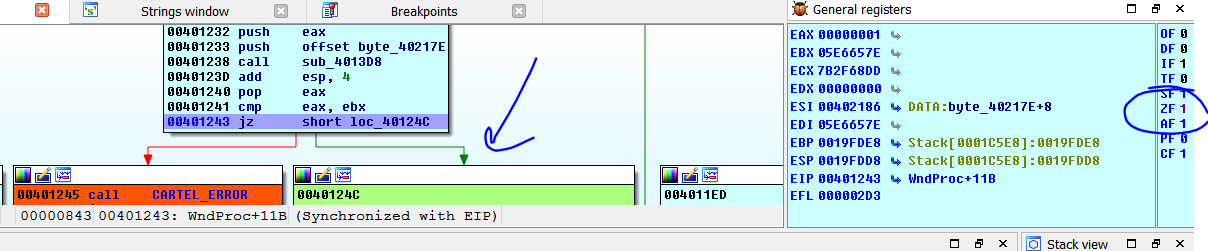 Strings window
Breakpoints
00401232 push eax
00401233 push offset byte_40217E
00401238 call sub_4013D8
0040123D add esp, 4
00401240 pop eax
00401241 cmp eax, ebx
00401243 jz short loc_40124C
00401245 call CARTEL_ERROR
0040124C
004011ED
00000843 00401243: WndProc+11B (Synchronized with EIP)
General registers
EAX 00000001
EBX 05E6657E
ECX 7B2F68DD
EDX 00000000
ESI 00402186 DATA:byte_40217E+8
EDI 05E6657E
EBP 0019FDE8 Stack[0001C5E8]:0019FDE8
ESP 0019FDD8 Stack[0001C5E8]:0019FDD8
EIP 00401243 WndProc+11B
EFL 000002D3
OF 0
DF 0
IF 1
TF 0
SF 1
ZF 1
AF 1
PF 0
CF 1
Stack view